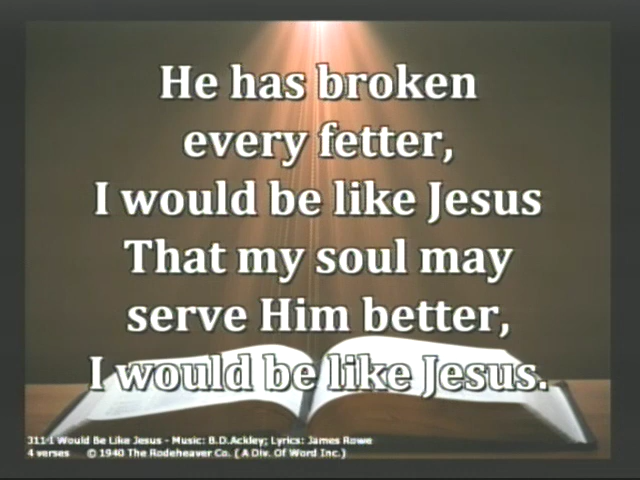 He has broken
every fetter,
I would be like Jesus
That my soul may
serve Him better,
I would be like Jesus.
311-I Would Be Like Jesus - Music: B.D.Ackley; Lyrics: James Rowe
4 verses © 1940 The Rodeheaver Co. ( A Div. Of Word Inc.)